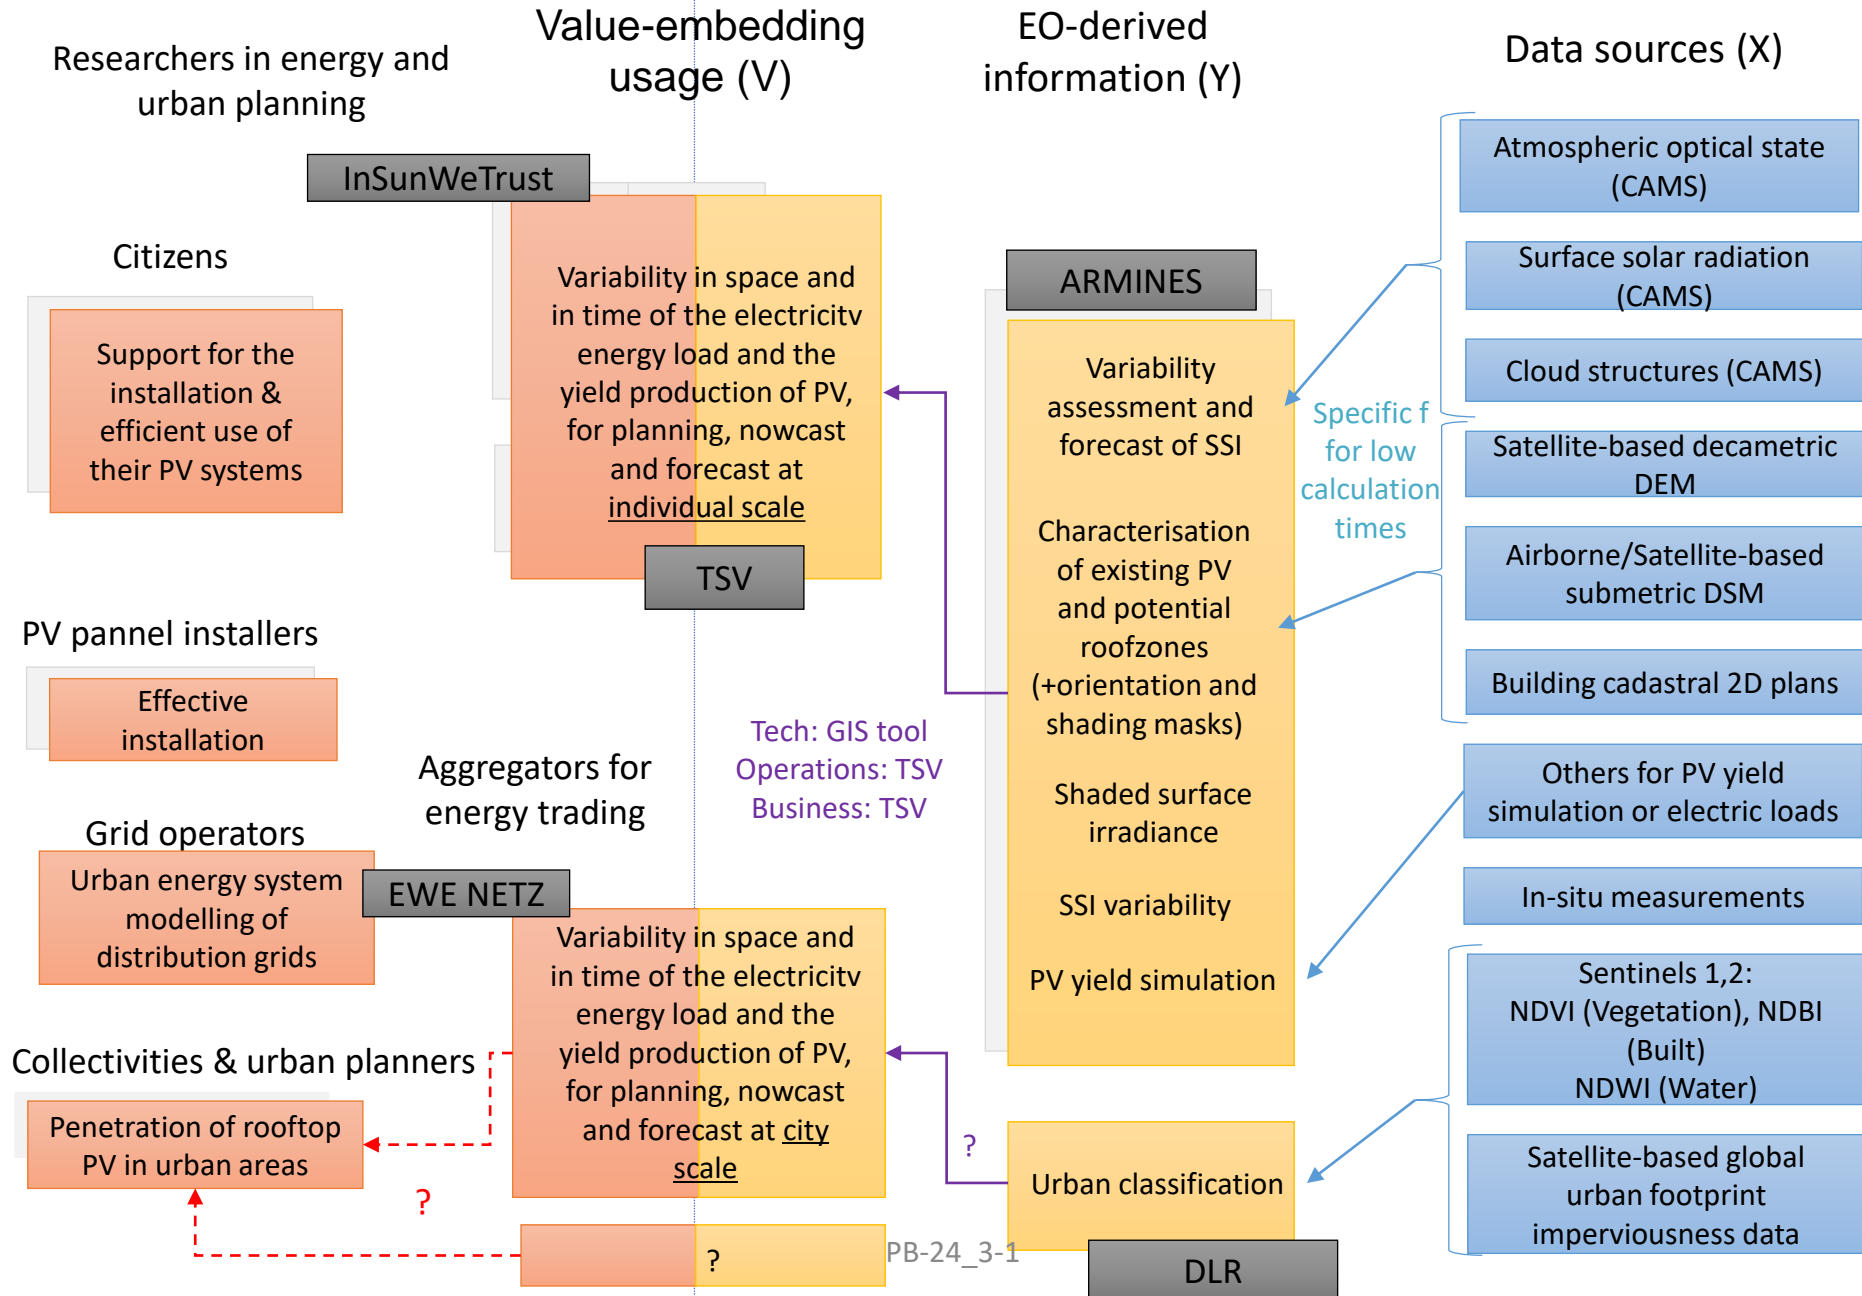 Researchers in energy and
urban planning
Value-embedding
usage (V)
EO-derived
information (Y)
Data sources (X)
InSunWeTrust
Citizens
Support for the
installation &
efficient use of
their PV systems
Variability in space and
in time of the electricity
energy load and the
yield production of PV,
for planning, nowcast
and forecast at
individual scale
TSV
PV pannel installers
Effective
installation
Aggregators for
energy trading
Tech: GIS tool
Operations: TSV
Business: TSV
Grid operators
Urban energy system
modelling of
distribution grids
EWE NETZ
Variability in space and
in time of the electricity
energy load and the
yield production of PV,
for planning, nowcast
and forecast at city
scale
Collectivities & urban planners
Penetration of rooftop
PV in urban areas
?
?
?
PB-24_3-1
ARMINES
Variability
assessment and
forecast of SSI
Characterisation
of existing PV
and potential
roofzones
(+orientation and
shading masks)
Shaded surface
irradiance
SSI variability
PV yield simulation
Urban classification
DLR
Specific f
for low
calculation
times
Atmospheric optical state
(CAMS)
Surface solar radiation
(CAMS)
Cloud structures (CAMS)
Satellite-based decametric
DEM
Airborne/Satellite-based
submetric DSM
Building cadastral 2D plans
Others for PV yield
simulation or electric loads
In-situ measurements
Sentinels 1,2:
NDVI (Vegetation), NDBI
(Built)
NDWI (Water)
Satellite-based global
urban footprint
imperviousness data